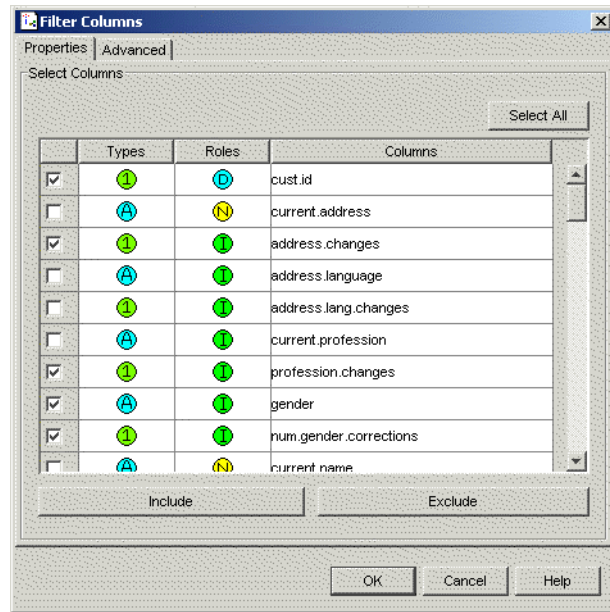 Filter Columns
Properties Advanced
Select Columns
Select All
Types Roles Columns
1 D cust.id
A N current.address
1 I address.changes
A I address.language
1 I address.lang.changes
A I current.profession
1 I profession.changes
A I gender
1 I num.gender.corrections
A N current.name
Include Exclude
OK Cancel Help